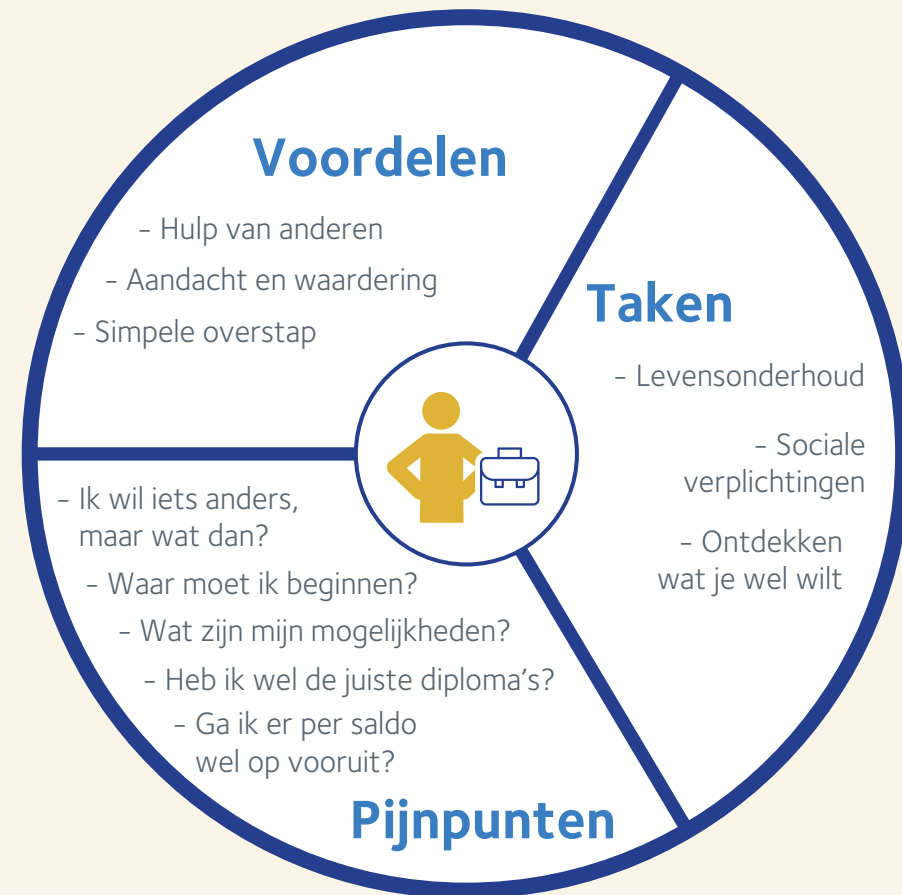 Voordelen
- Hulp van anderen
- Aandacht en waardering
- Simpele overstap
Taken
- Levensonderhoud
- Sociale
verplichtingen
- Ontdekken
wat je wel wilt
- Ik wil iets anders,
maar wat dan?
- Waar moet ik beginnen?
- Wat zijn mijn mogelijkheden?
- Heb ik wel de juiste diploma's?
- Ga ik er per saldo
wel op vooruit?
Pijnpunten